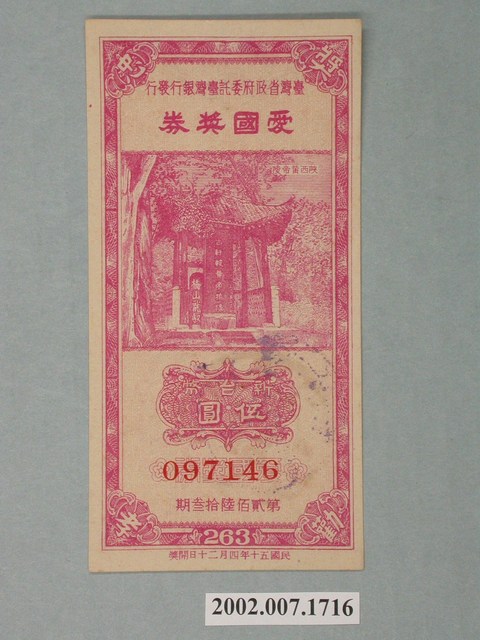 忠
臺灣省政府委託臺灣銀行發行
愛國獎券
陝西黃帝陵
新台幣
伍圓
097146
第貳佰陸拾叁期
勤
263
民國五十年四月二十日開獎
2002.007.1716